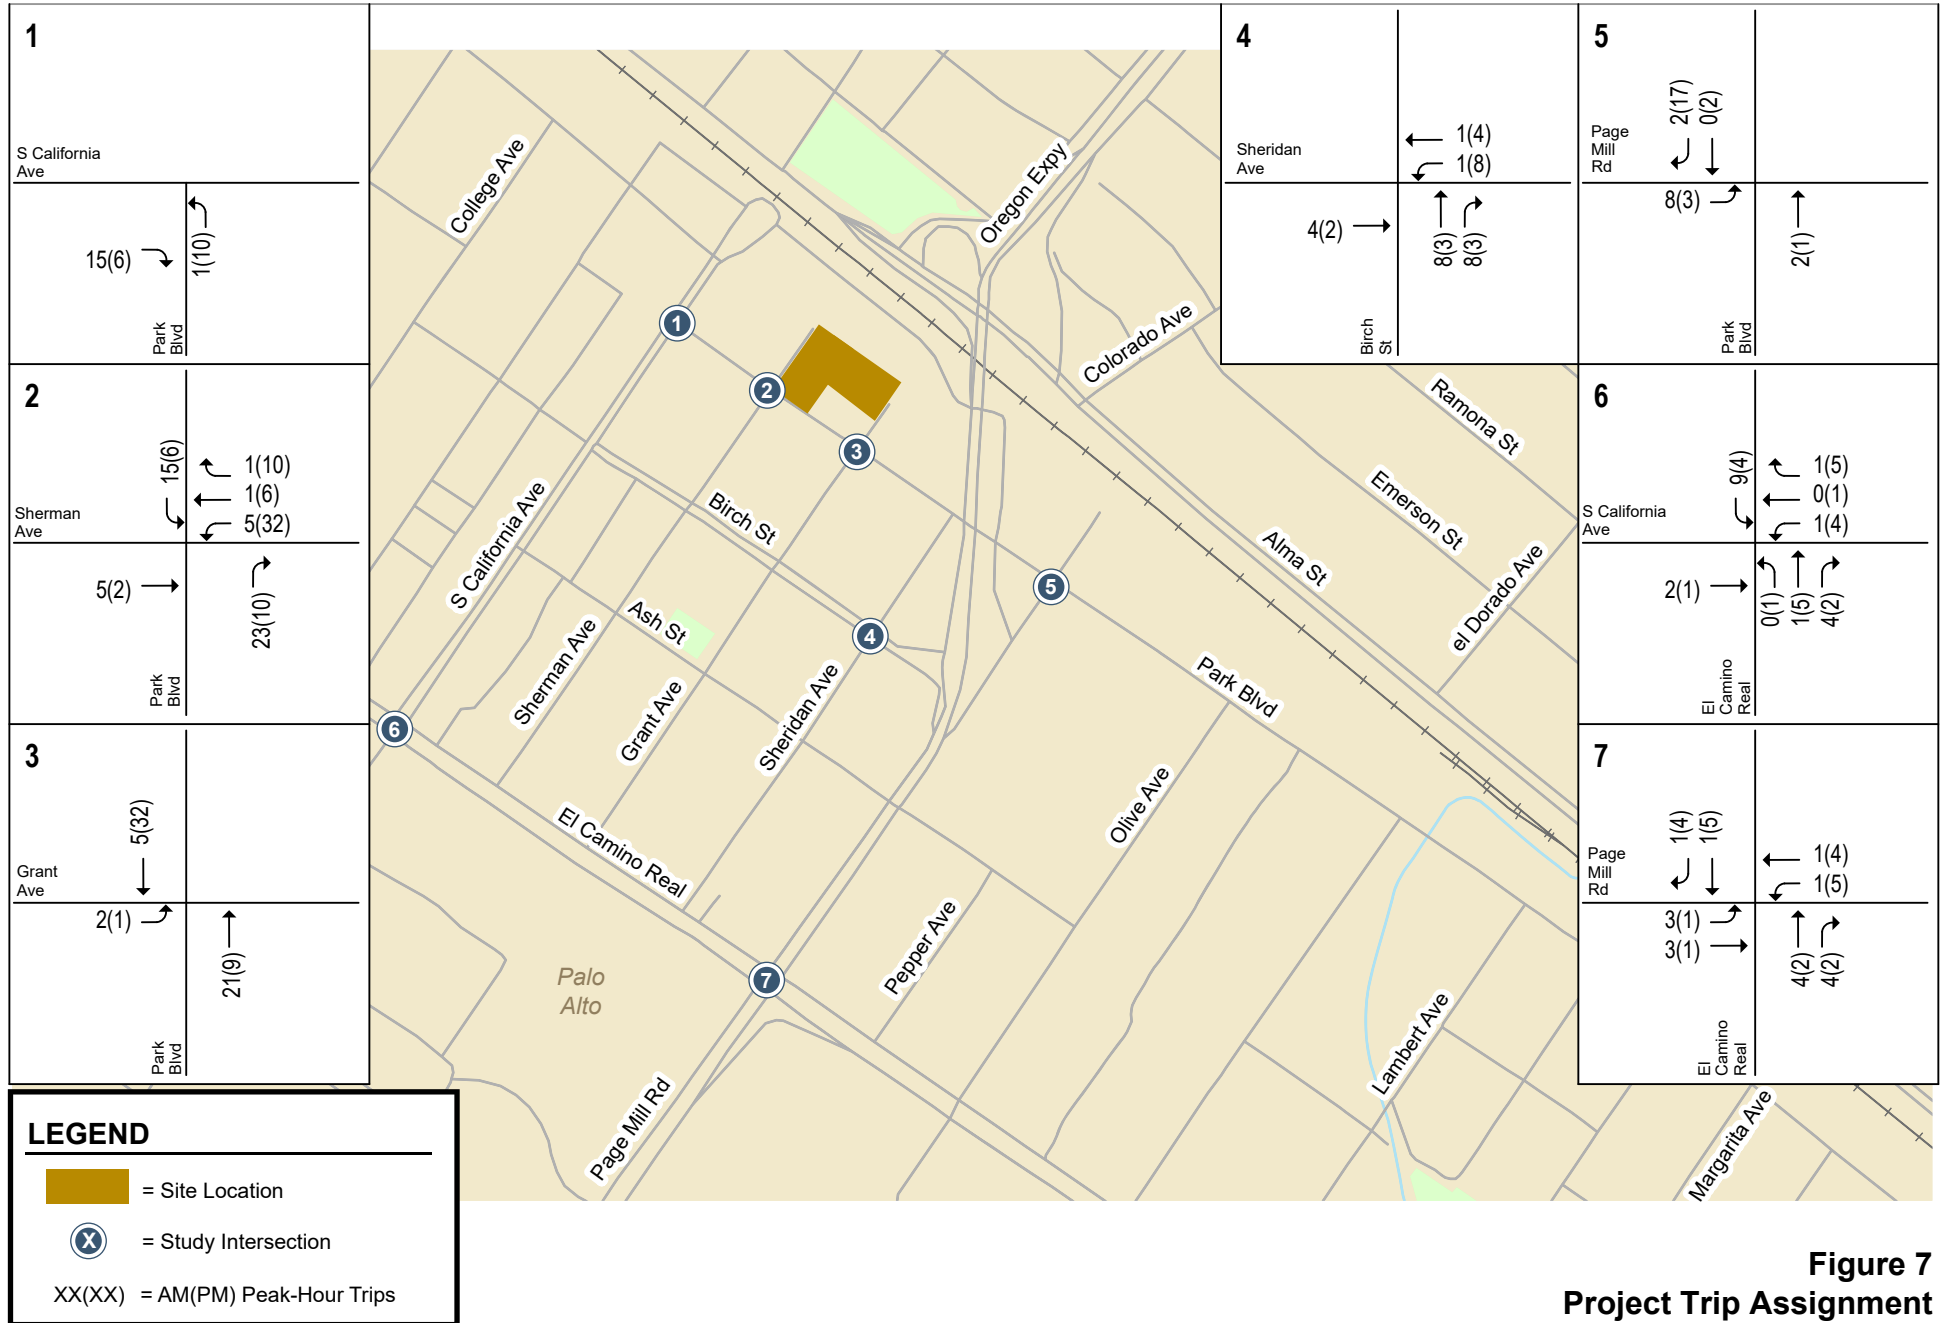 1
S California
Ave
15(6)
1(10)
Park
Blvd
2
15(6)
1(10)
1(6)
5(32)
Sherman
Ave
5(2)
23(10)
Park
Blvd
3
5(32)
Grant
Ave
2(1)
21(9)
Park
Blvd
4
1(4)
1(8)
Sheridan
Ave
4(2)
8(3)
8(3)
Birch
St
5
2(17)
0(2)
Page
Mill
Rd
8(3)
2(1)
Park
Blvd
6
9(4)
1(5)
0(1)
1(4)
S California
Ave
2(1)
0(1)
1(5)
4(2)
El
Camino
Real
7
1(4)
1(5)
1(4)
1(5)
Page
Mill
Rd
3(1)
3(1)
4(2)
4(2)
El
Camino
Real
College Ave
Oregon Expy
Colorado Ave
Ramona St
Emerson St
Alma St
el Dorado Ave
S California Ave
Birch St
Ash St
Sherman Ave
Grant Ave
Sheridan Ave
Park Blvd
Olive Ave
El Camino Real
Pepper Ave
Lambert Ave
Page Mill Rd
Margarita Ave
Palo
Alto
1
2
3
4
5
6
7
LEGEND
= Site Location
X = Study Intersection
XX(XX) = AM(PM) Peak-Hour Trips
Figure 7
Project Trip Assignment